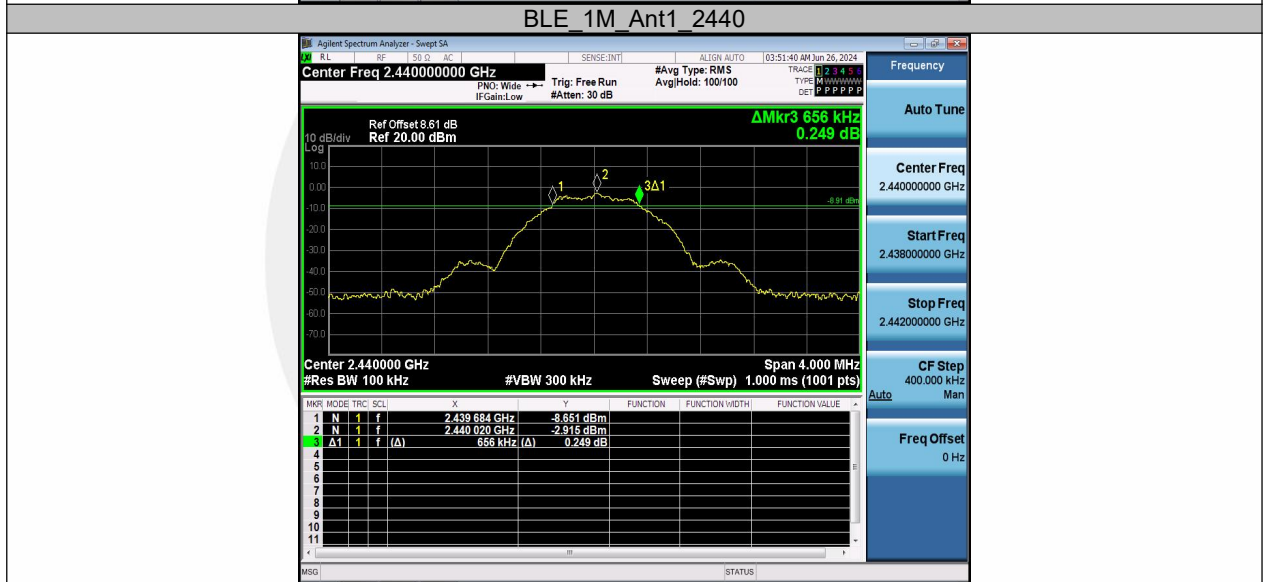 BLE_1M_Ant1_2440
Agilent Spectrum Analyzer - Swept SA
RL RF 50 Ω AC SENSE:INT ALIGN AUTO 03:51:40 AM Jun 26, 2024
Center Freq 2.440000000 GHz
PNO: Wide
IFGain:Low
Trig: Free Run
#Atten: 30 dB
#Avg Type: RMS
Avg|Hold: 100/100
TRACE 1 2 3 4 5 6
TYPE M WWWWW
DET P P P P P P
Ref Offset 8.61 dB
10 dB/div Ref 20.00 dBm
Log
ΔMkr3 656 kHz
0.249 dB
10.0
0.00
-10.0
-20.0
-30.0
-40.0
-50.0
-60.0
-70.0
1
2
3Δ1
-8.91 dBm
Center 2.440000 GHz Span 4.000 MHz
#Res BW 100 kHz #VBW 300 kHz Sweep (#Swp) 1.000 ms (1001 pts)
MKR MODE TRC SCL X Y FUNCTION FUNCTION WIDTH FUNCTION VALUE
1 N 1 f 2.439 684 GHz -8.651 dBm
2 N 1 f 2.440 020 GHz -2.915 dBm
3 Δ1 1 f (Δ) 656 kHz (Δ) 0.249 dB
4
5
6
7
8
9
10
11
MSG STATUS
Frequency
Auto Tune
Center Freq
2.440000000 GHz
Start Freq
2.438000000 GHz
Stop Freq
2.442000000 GHz
CF Step
400.000 kHz
Auto Man
Freq Offset
0 Hz